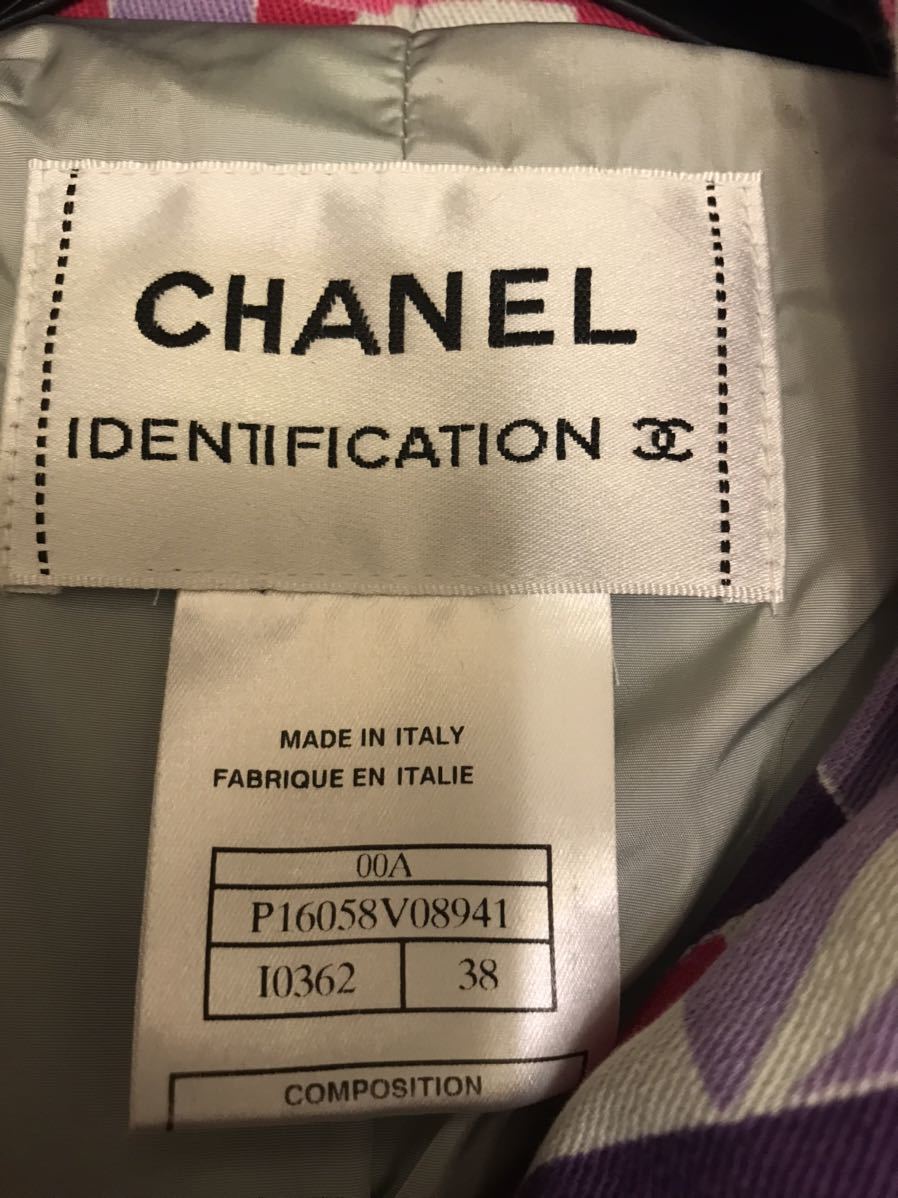 CHANEL
IDENTIFICATION
MADE IN ITALY
FABRIQUE EN ITALIE
00A
P16058V08941
I0362 38
COMPOSITION